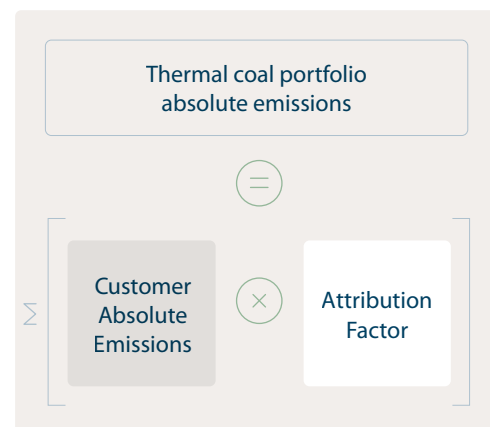 Thermal coal portfolio
absolute emissions
=
Σ
Customer
Absolute
Emissions
×
Attribution
Factor